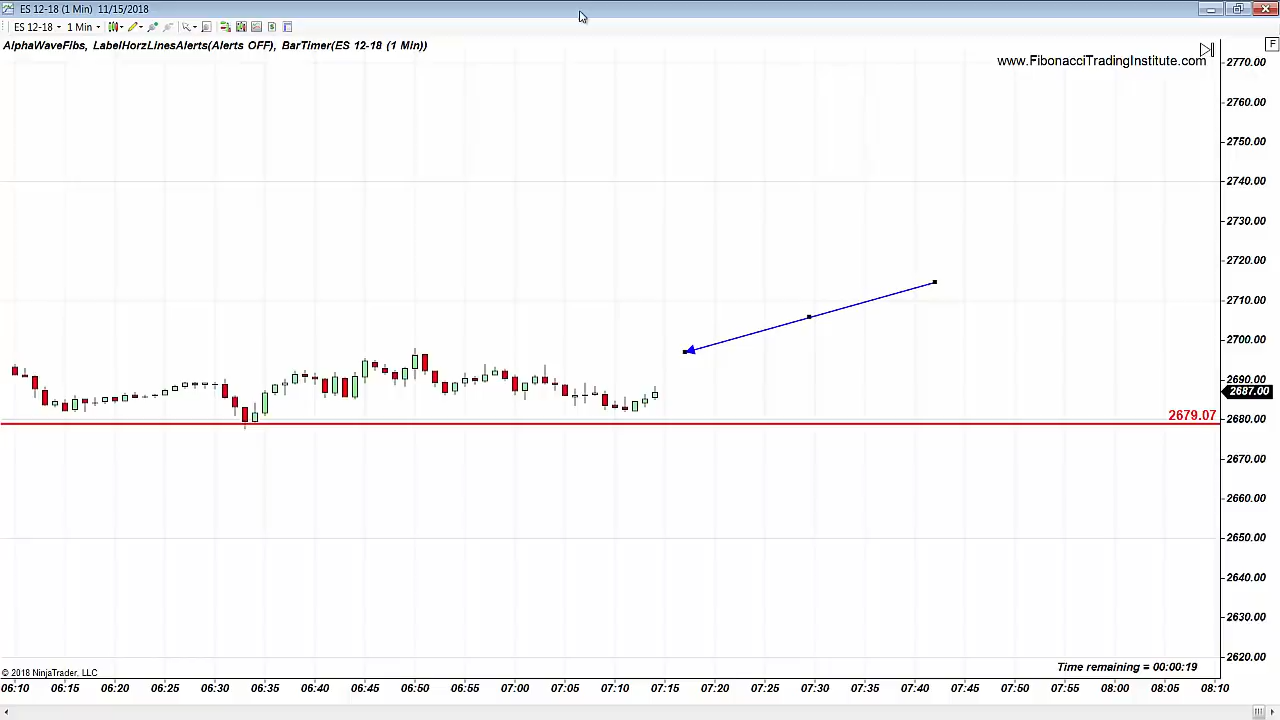 ES 12-18 (1 Min) 11/15/2018
ES 12-18 1 Min
AlphaWaveFibs, LabelHorzLinesAlerts(Alerts OFF), BarTimer(ES 12-18 (1 Min))
F
www.FibonacciTradingInstitute.com
2770.00
2760.00
2750.00
2740.00
2730.00
2720.00
2710.00
2700.00
2690.00
2687.00
2679.07
2680.00
2670.00
2660.00
2650.00
2640.00
2630.00
2620.00
Time remaining = 00:00:19
© 2018 NinjaTrader, LLC
06:10 06:15 06:20 06:25 06:30 06:35 06:40 06:45 06:50 06:55 07:00 07:05 07:10 07:15 07:20 07:25 07:30 07:35 07:40 07:45 07:50 07:55 08:00 08:05 08:10